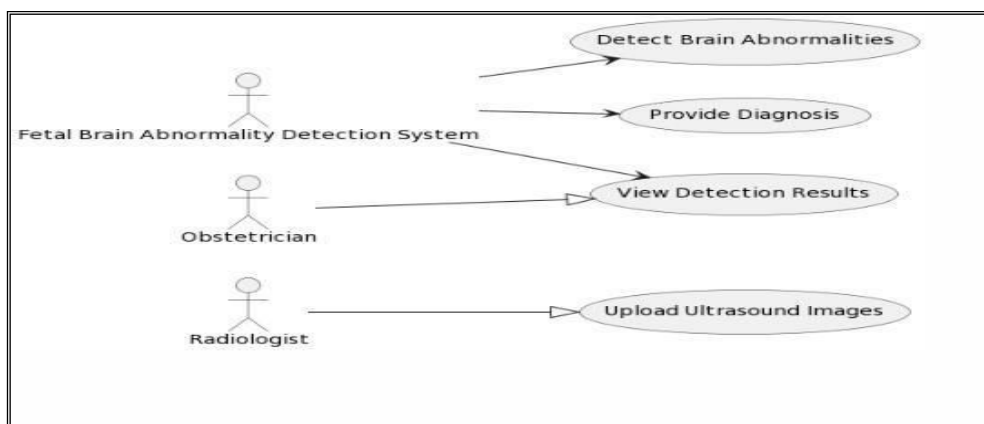 Detect Brain Abnormalities
Provide Diagnosis
Fetal Brain Abnormality Detection System
View Detection Results
Obstetrician
Upload Ultrasound Images
Radiologist